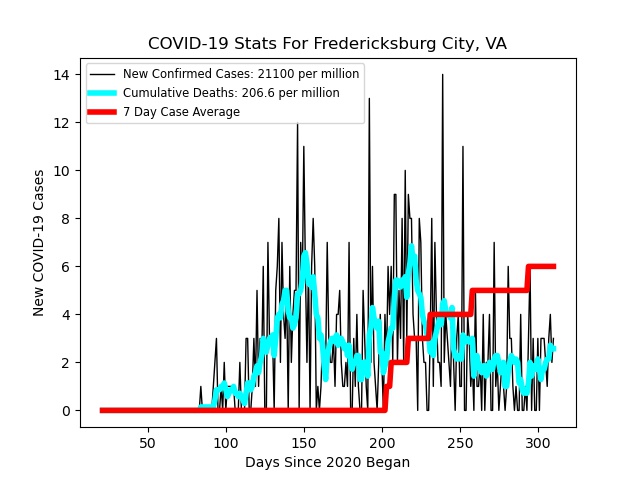 COVID-19 Stats For Fredericksburg City, VA
New Confirmed Cases: 21100 per million
Cumulative Deaths: 206.6 per million
7 Day Case Average
New COVID-19 Cases
14
12
10
8
6
4
2
0
50 100 150 200 250 300
Days Since 2020 Began